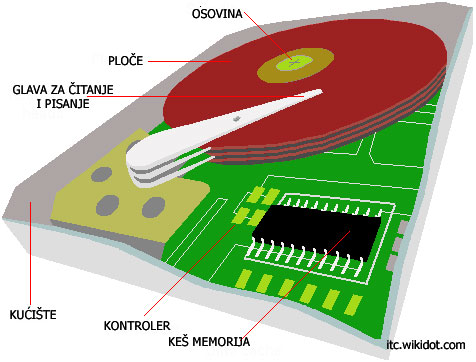 OSOVINA
PLOČE
GLAVA ZA ČITANJE
I PISANJE
KUĆIŠTE
KONTROLER
KEŠ MEMORIJA
itc.wikidot.com